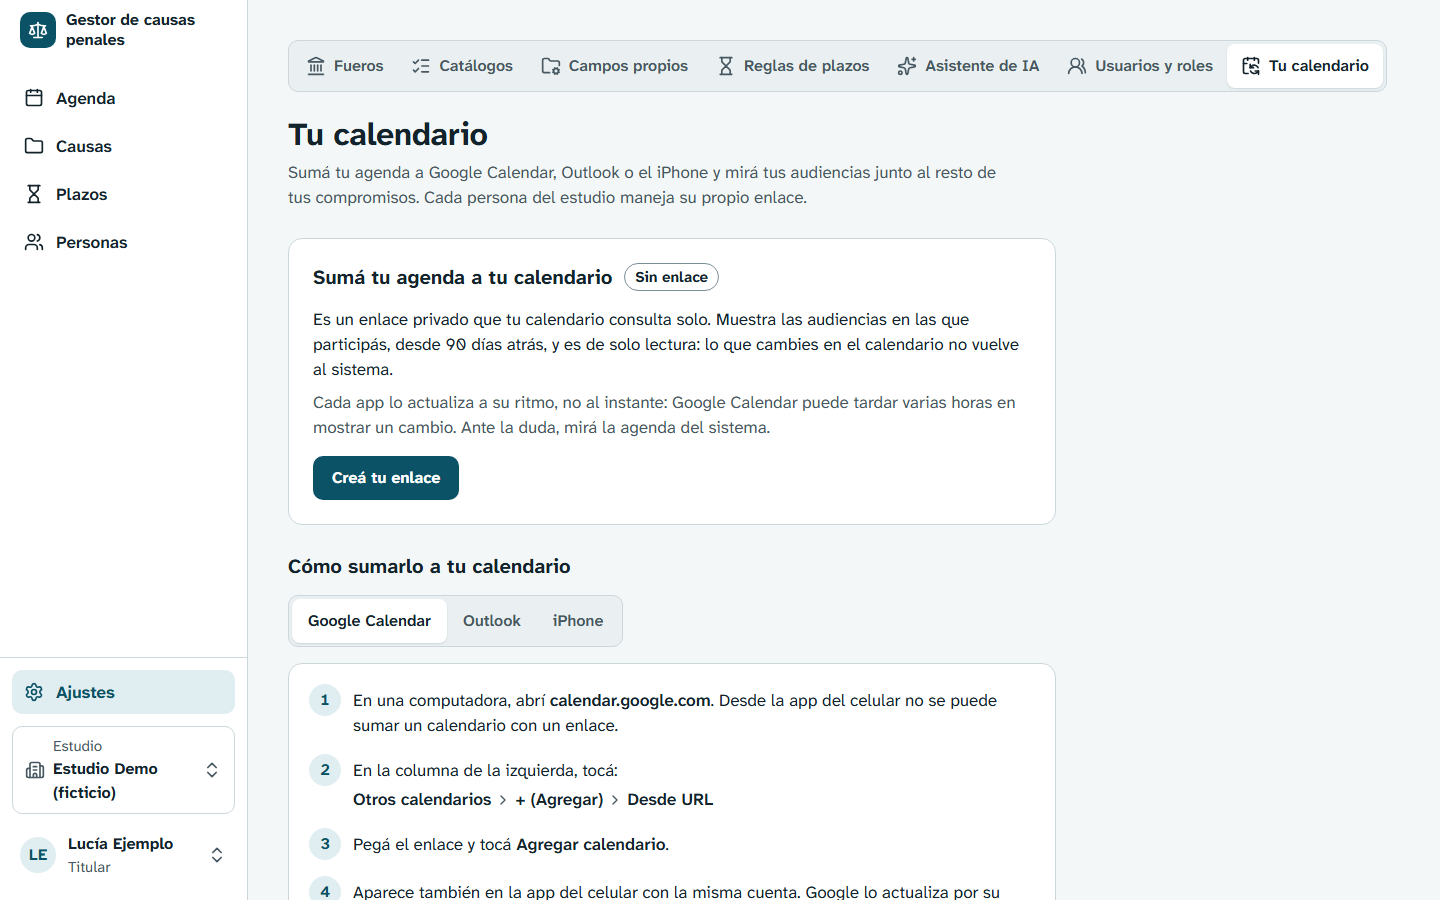 Gestor de causas
penales
Agenda
Causas
Plazos
Personas
Ajustes
Estudio
Estudio Demo
(ficticio)
LE
Lucía Ejemplo
Titular
Fueros
Catálogos
Campos propios
Reglas de plazos
Asistente de IA
Usuarios y roles
Tu calendario
Tu calendario
Sumá tu agenda a Google Calendar, Outlook o el iPhone y mirá tus audiencias junto al resto de
tus compromisos. Cada persona del estudio maneja su propio enlace.
Sumá tu agenda a tu calendario
Sin enlace
Es un enlace privado que tu calendario consulta solo. Muestra las audiencias en las que
participás, desde 90 días atrás, y es de solo lectura: lo que cambies en el calendario no vuelve
al sistema.
Cada app lo actualiza a su ritmo, no al instante: Google Calendar puede tardar varias horas en
mostrar un cambio. Ante la duda, mirá la agenda del sistema.
Creá tu enlace
Cómo sumarlo a tu calendario
Google Calendar
Outlook
iPhone
1
En una computadora, abrí calendar.google.com. Desde la app del celular no se puede
sumar un calendario con un enlace.
2
En la columna de la izquierda, tocá:
Otros calendarios > + (Agregar) > Desde URL
3
Pegá el enlace y tocá Agregar calendario.
4
Aparece también en la app del celular con la misma cuenta. Google lo actualiza por su